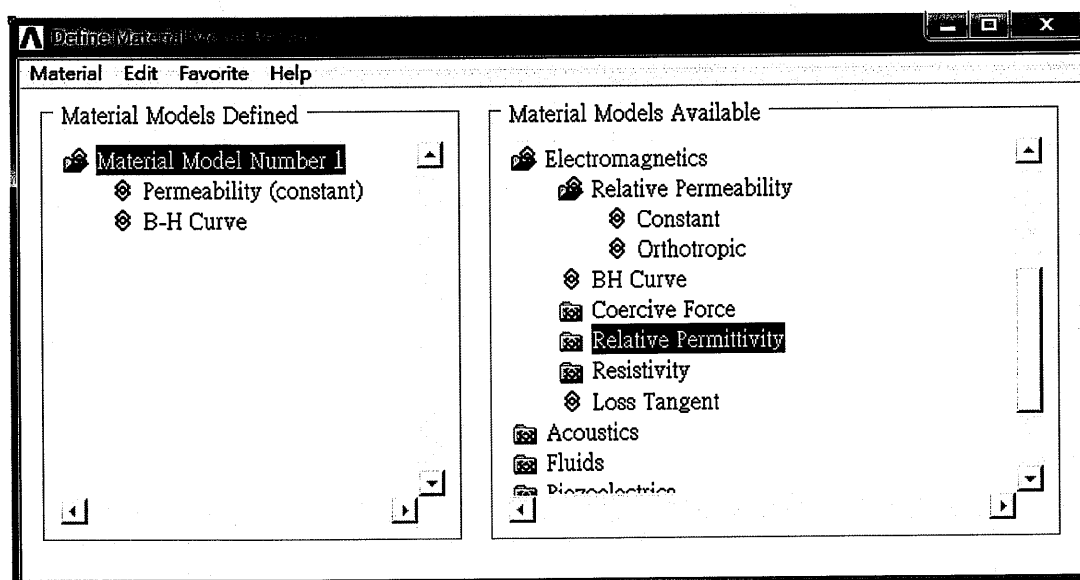 Define Material
Material Edit Favorite Help
Material Models Defined
Material Model Number 1
Permeability (constant)
B-H Curve
Material Models Available
Electromagnetics
Relative Permeability
Constant
Orthotropic
BH Curve
Coercive Force
Relative Permittivity
Resistivity
Loss Tangent
Acoustics
Fluids
Piezoelectrics